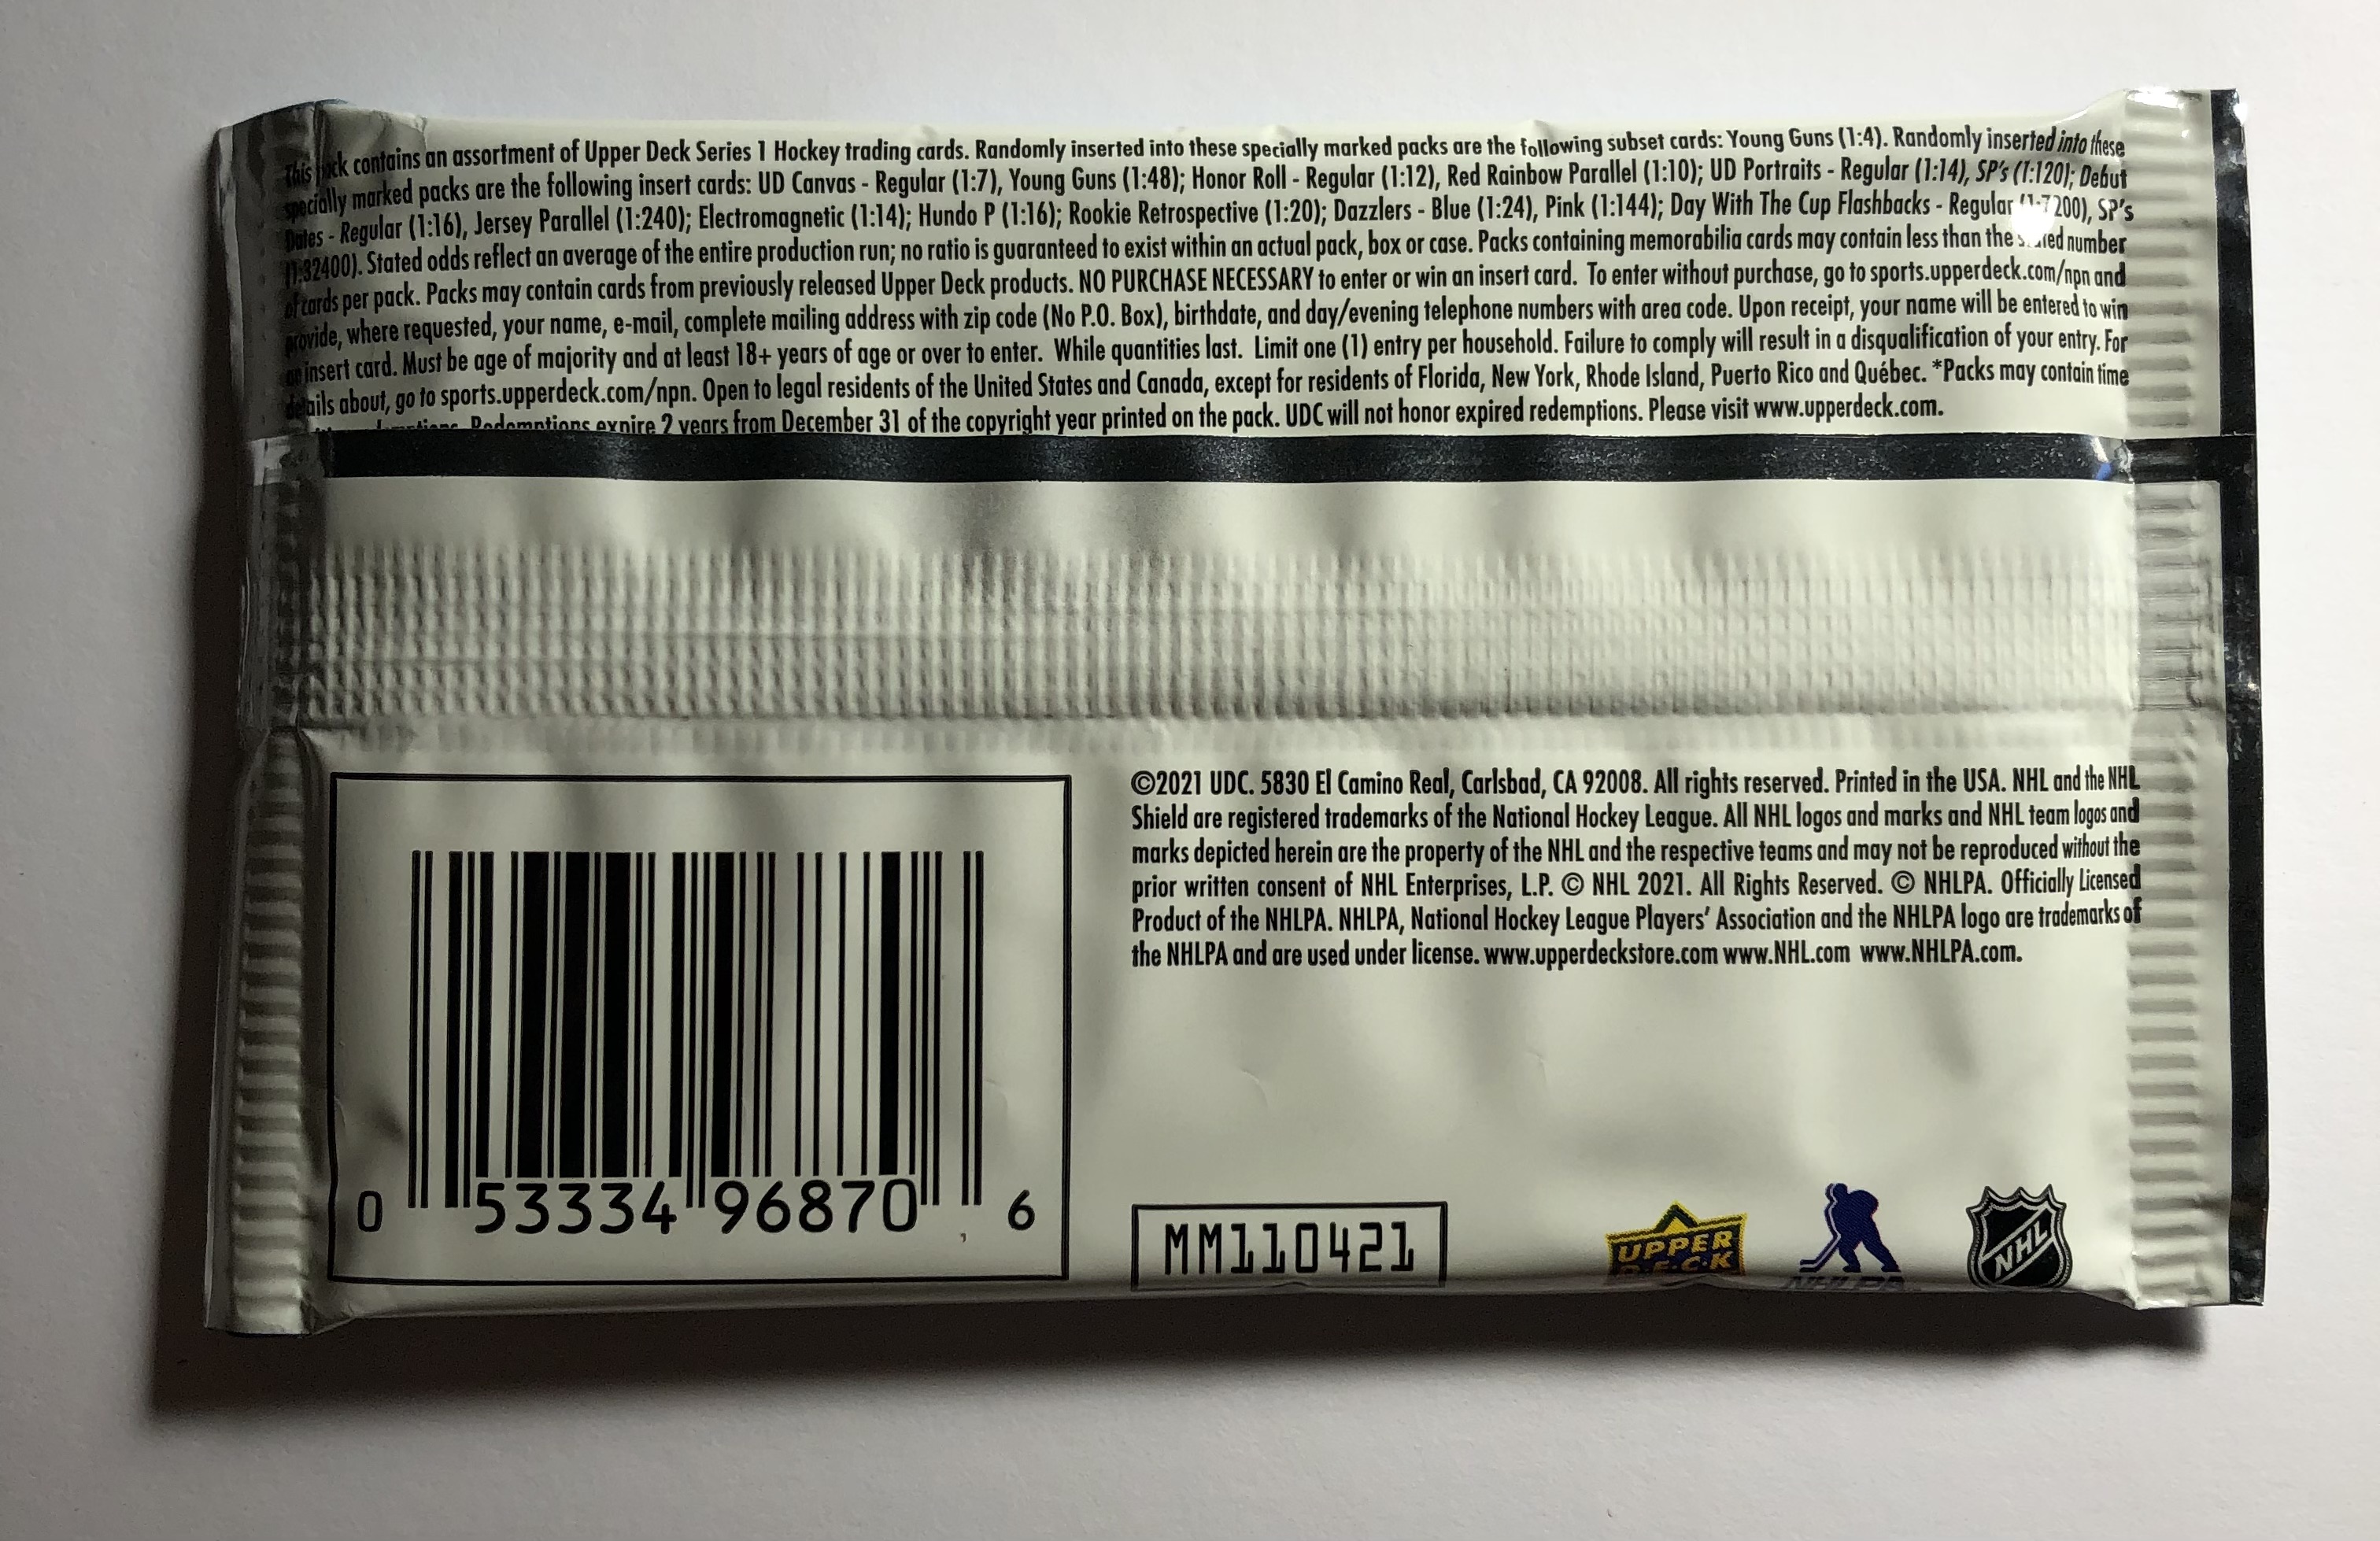 This pack contains an assortment of Upper Deck Series 1 Hockey trading cards. Randomly inserted into these specially marked packs are the following subset cards: Young Guns (1:4). Randomly inserted into these
specially marked packs are the following insert cards: UD Canvas - Regular (1:7), Young Guns (1:48); Honor Roll - Regular (1:12), Red Rainbow Parallel (1:10); UD Portraits - Regular (1:14), SP's (1:120); Debut
Dates - Regular (1:16), Jersey Parallel (1:240); Electromagnetic (1:14); Hundo P (1:16); Rookie Retrospective (1:20); Dazzlers - Blue (1:24), Pink (1:144); Day With The Cup Flashbacks - Regular (1:7200), SP's
(1:32400). Stated odds reflect an average of the entire production run; no ratio is guaranteed to exist within an actual pack, box or case. Packs containing memorabilia cards may contain less than the stated number
of cards per pack. Packs may contain cards from previously released Upper Deck products. NO PURCHASE NECESSARY to enter or win an insert card. To enter without purchase, go to sports.upperdeck.com/npn and
provide, where requested, your name, e-mail, complete mailing address with zip code (No P.O. Box), birthdate, and day/evening telephone numbers with area code. Upon receipt, your name will be entered to win
an insert card. Must be age of majority and at least 18+ years of age or over to enter. While quantities last. Limit one (1) entry per household. Failure to comply will result in a disqualification of your entry. For
details about, go to sports.upperdeck.com/npn. Open to legal residents of the United States and Canada, except for residents of Florida, New York, Rhode Island, Puerto Rico and Québec. *Packs may contain time
Redemptions expire 2 years from December 31 of the copyright year printed on the pack. UDC will not honor expired redemptions. Please visit www.upperdeck.com.
©2021 UDC. 5830 El Camino Real, Carlsbad, CA 92008. All rights reserved. Printed in the USA. NHL and the NHL
Shield are registered trademarks of the National Hockey League. All NHL logos and marks and NHL team logos and
marks depicted herein are the property of the NHL and the respective teams and may not be reproduced without the
prior written consent of NHL Enterprises, L.P. © NHL 2021. All Rights Reserved. © NHLPA. Officially Licensed
Product of the NHLPA. NHLPA, National Hockey League Players' Association and the NHLPA logo are trademarks of
the NHLPA and are used under license. www.upperdeckstore.com www.NHL.com www.NHLPA.com.
0 53334 96870 6
MM110421
UPPER
D·E·C·K
NHLPA
NHL